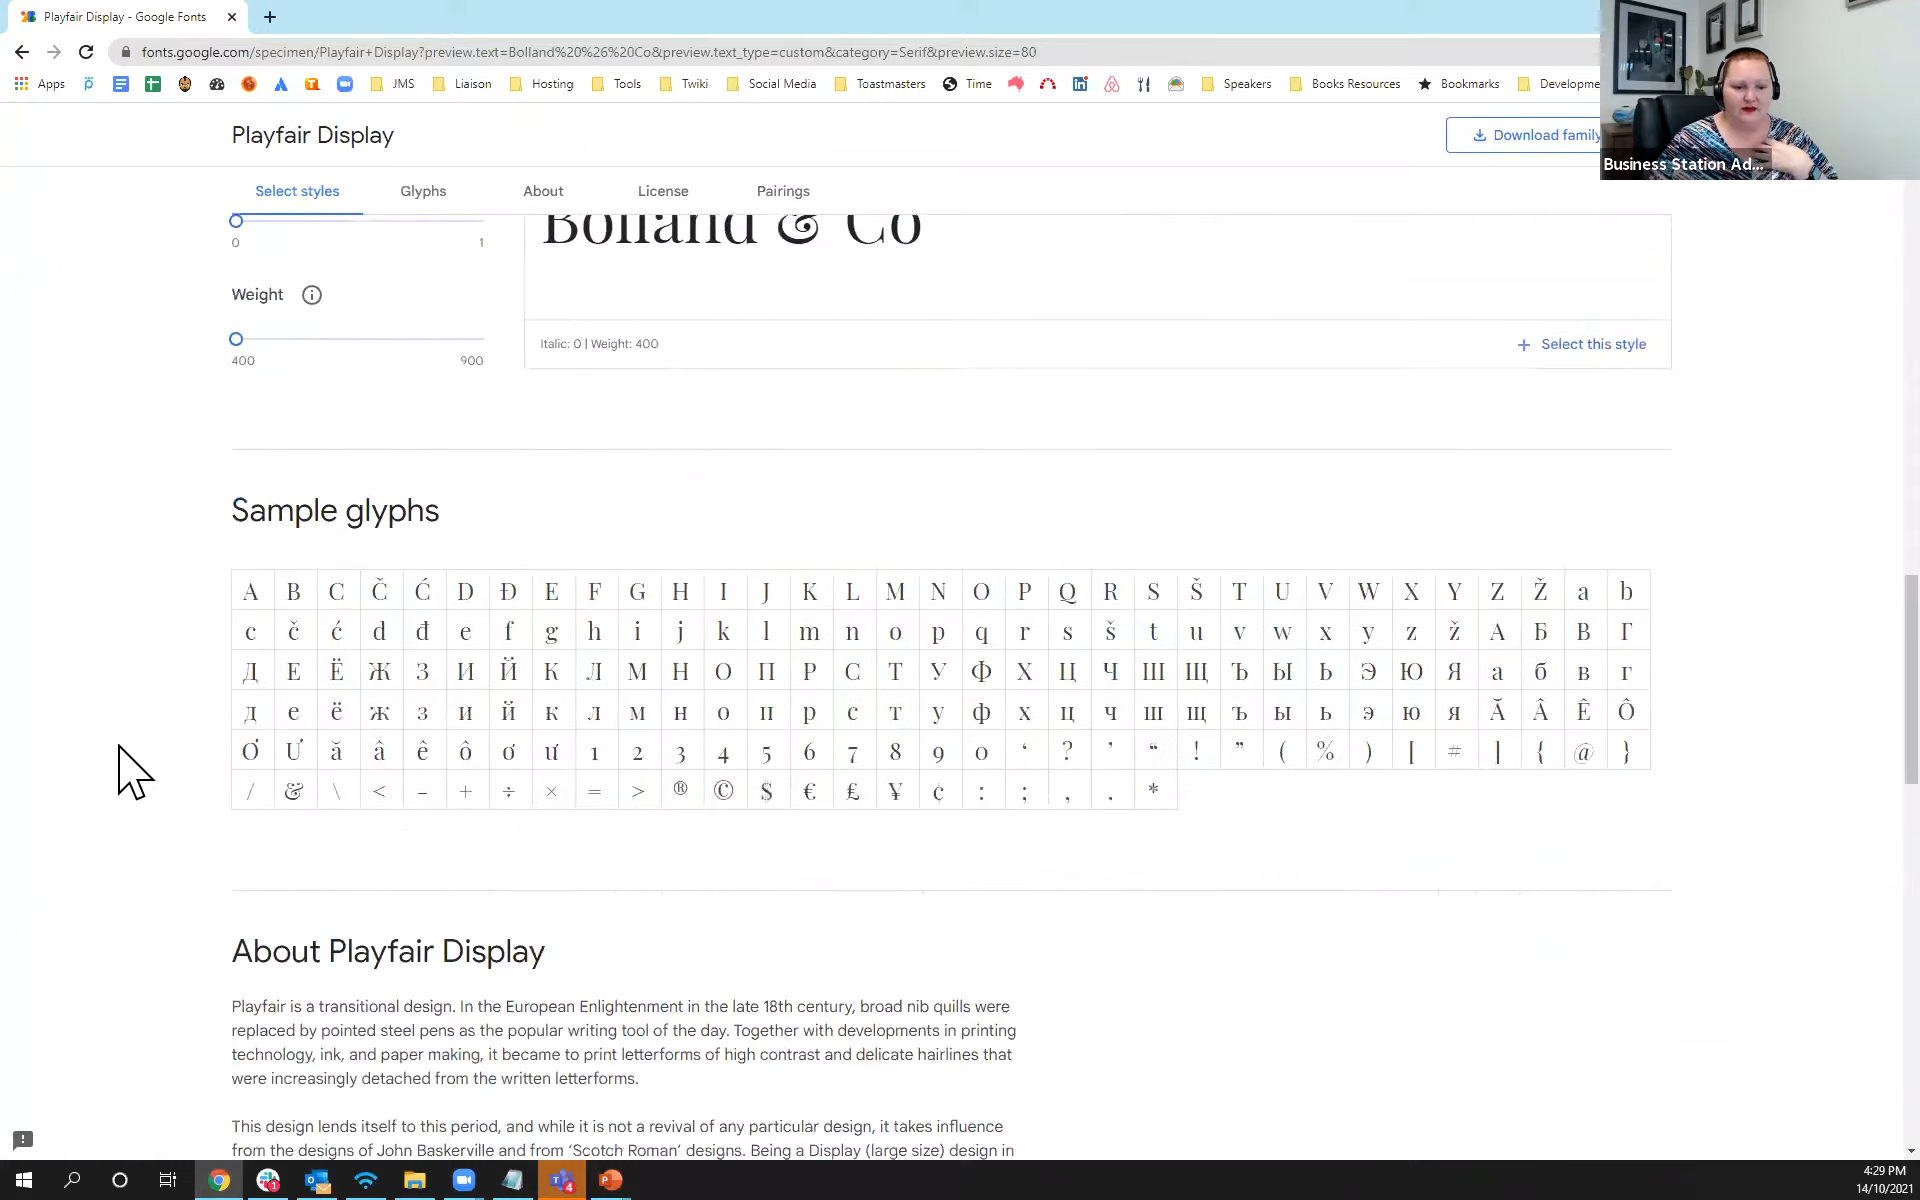 Playfair Display - Google Fonts
fonts.google.com/specimen/Playfair+Display?preview.text=Bolland%20%26%20Co&preview.text_type=custom&category=Serif&preview.size=80
Apps JMS Liaison Hosting Tools Twiki Social Media Toastmasters Time Speakers Books Resources Bookmarks Developme
Business Station Ad...
Playfair Display
Download family
Select styles Glyphs About License Pairings
Bolland & Co
0 1
Weight
400 900
Italic: 0 | Weight: 400
+ Select this style
Sample glyphs
A B C Č Ć D Đ E F G H I J K L M N O P Q R S Š T U V W X Y Z Ž a b
c č ć d đ e f g h i j k l m n o p q r s š t u v w x y z ž А Б В Г
Д Е Ё Ж З И Й К Л М Н О П Р С Т У Ф Х Ц Ч Ш Щ Ъ Ы Ь Э Ю Я а б в г
д е ё ж з и й к л м н о п р с т у ф х ц ч ш щ ъ ы ь э ю я Ă Â Ê Ô
Ơ Ư ă â ê ô ơ ư 1 2 3 4 5 6 7 8 9 0 ‘ ? ’ “ ! ” ( % ) [ # ] { @ }
/ & \ < - + ÷ × = > ® © $ € £ ¥ ¢ : ; , . *
About Playfair Display
Playfair is a transitional design. In the European Enlightenment in the late 18th century, broad nib quills were
replaced by pointed steel pens as the popular writing tool of the day. Together with developments in printing
technology, ink, and paper making, it became to print letterforms of high contrast and delicate hairlines that
were increasingly detached from the written letterforms.
This design lends itself to this period, and while it is not a revival of any particular design, it takes influence
from the designs of John Baskerville and from ‘Scotch Roman’ designs. Being a Display (large size) design in
4:29 PM
14/10/2021